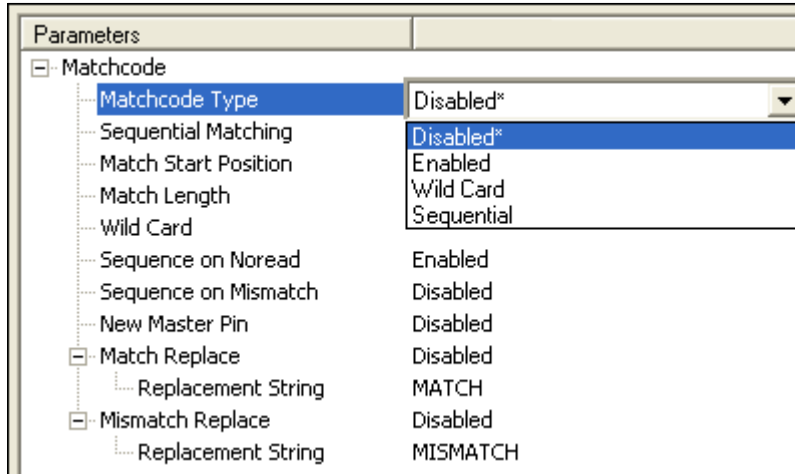 Parameters
Matchcode
Matchcode Type Disabled*
Sequential Matching Disabled*
Match Start Position Enabled
Match Length Wild Card
Wild Card Sequential
Sequence on Noread Enabled
Sequence on Mismatch Disabled
New Master Pin Disabled
Match Replace Disabled
Replacement String MATCH
Mismatch Replace Disabled
Replacement String MISMATCH